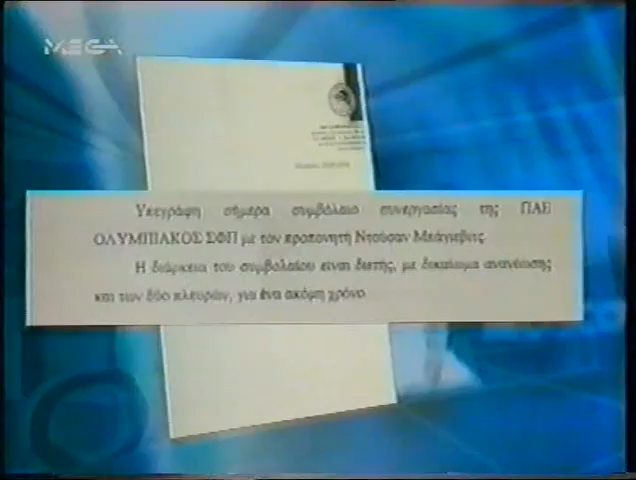 MEGA
Υπεγράφη σήμερα συμβόλαιο συνεργασίας της ΠΑΕ
ΟΛΥΜΠΙΑΚΟΣ ΣΦΠ με τον προπονητή Ντούσαν Μπάγιεβιτς.
Η διάρκεια του συμβολαίου είναι διετής, με δικαίωμα ανανέωσης
και των δύο πλευρών, για ένα ακόμη χρόνο